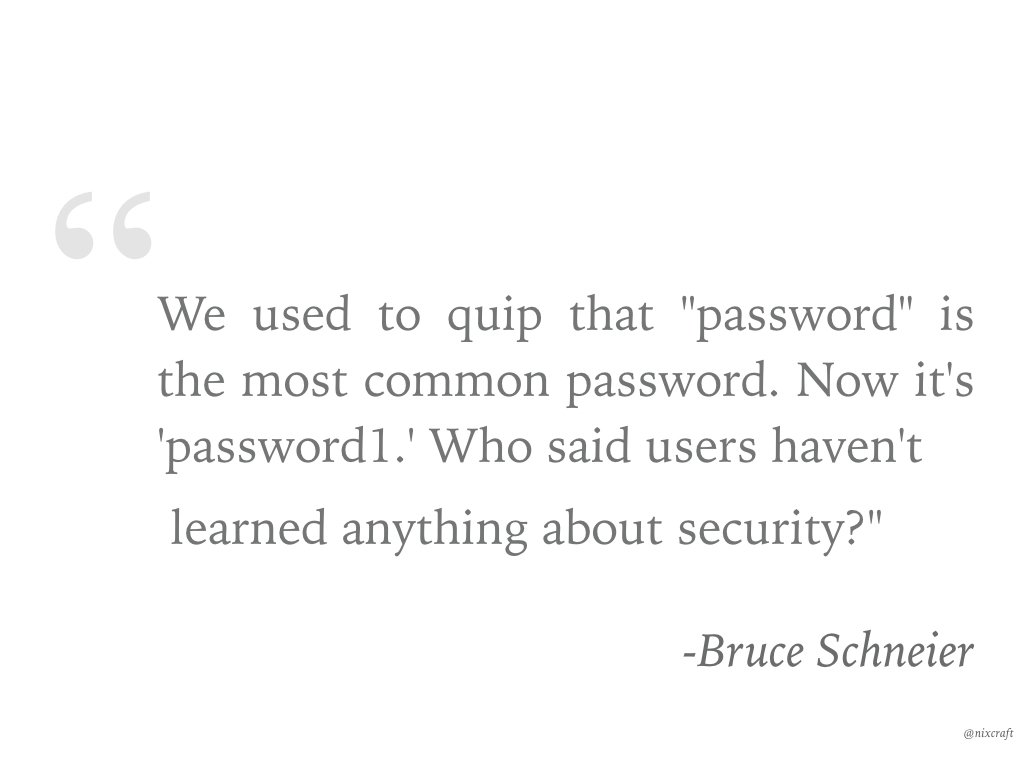 “
We used to quip that "password" is
the most common password. Now it's
'password1.' Who said users haven't
learned anything about security?"
-Bruce Schneier
@nixcraft